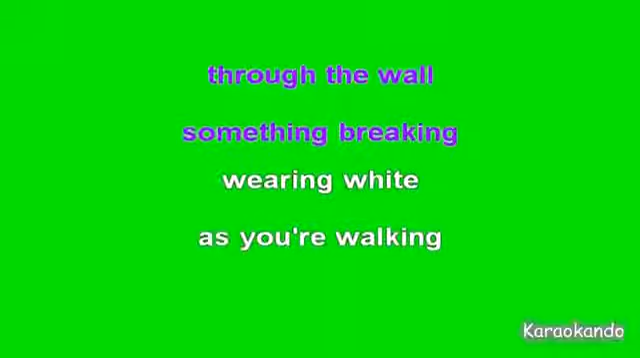 through the wall
something breaking
wearing white
as you're walking
Karaokando